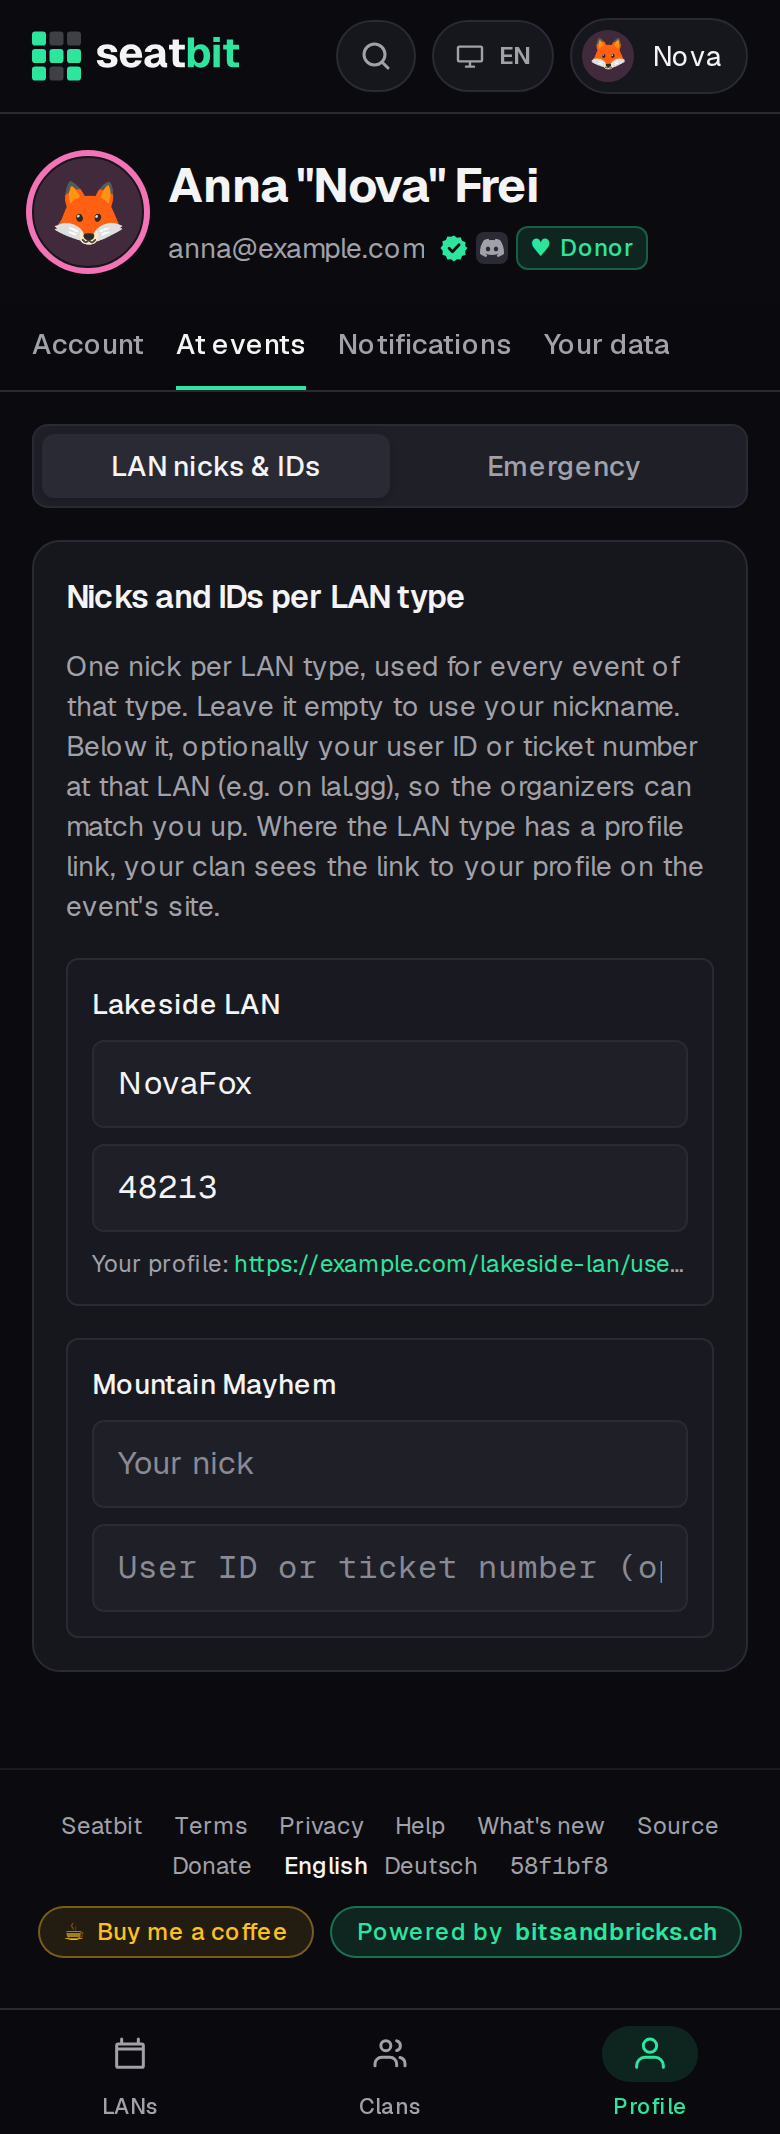 seatbit
EN
Nova
Anna "Nova" Frei
anna@example.com
Donor
Account At events Notifications Your data
LAN nicks & IDs Emergency
Nicks and IDs per LAN type
One nick per LAN type, used for every event of
that type. Leave it empty to use your nickname.
Below it, optionally your user ID or ticket number
at that LAN (e.g. on lal.gg), so the organizers can
match you up. Where the LAN type has a profile
link, your clan sees the link to your profile on the
event's site.
Lakeside LAN
NovaFox
48213
Your profile: https://example.com/lakeside-lan/use…
Mountain Mayhem
Your nick
User ID or ticket number (o
Seatbit Terms Privacy Help What's new Source
Donate English Deutsch 58f1bf8
Buy me a coffee Powered by bitsandbricks.ch
LANs Clans Profile